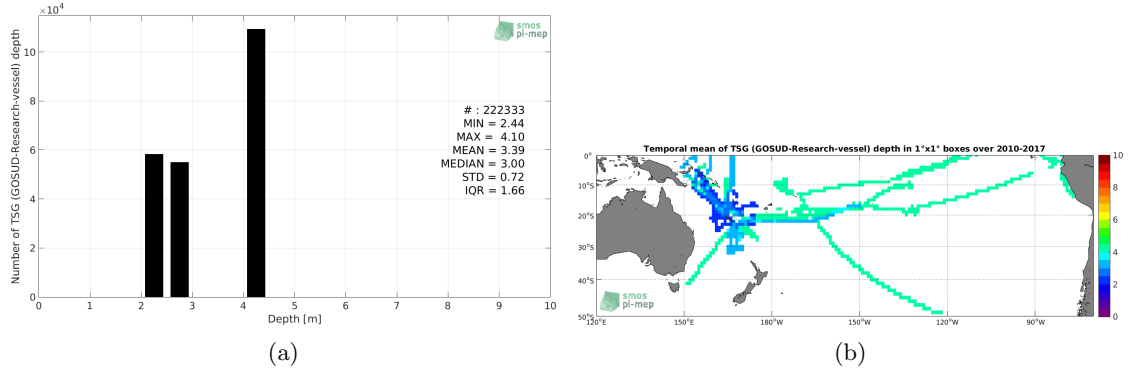 ×10⁴
Number of TSG (GOSUD-Research-vessel) depth
10
8
6
4
2
0
smos
pi-mep
# : 222333
MIN = 2.44
MAX = 4.10
MEAN = 3.39
MEDIAN = 3.00
STD = 0.72
IQR = 1.66
0 1 2 3 4 5 6 7 8 9 10
Depth [m]
(a)
Temporal mean of TSG (GOSUD-Research-vessel) depth in 1°x1° boxes over 2010-2017
0°
10°S
20°S
30°S
40°S
50°S
smos
pi-mep
120°E 150°E 180°W 150°W 120°W 90°W
10
8
6
4
2
0
(b)